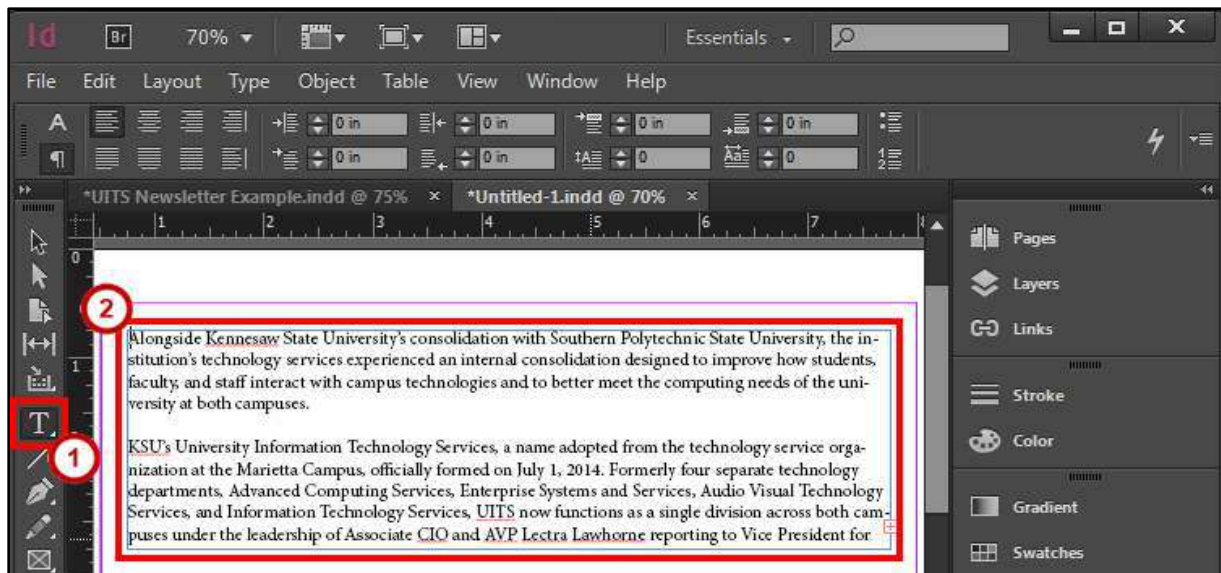 Id Br 70% Essentials
File Edit Layout Type Object Table View Window Help
A 0 in 0 in 0 in 0 in
¶ 0 in 0 in 0 0
*UITS Newsletter Example.indd @ 75% × *Untitled-1.indd @ 70% ×
1 2 3 4 5 6 7
0
1
2
Alongside Kennesaw State University's consolidation with Southern Polytechnic State University, the in-
stitution's technology services experienced an internal consolidation designed to improve how students,
faculty, and staff interact with campus technologies and to better meet the computing needs of the uni-
versity at both campuses.
KSU's University Information Technology Services, a name adopted from the technology service orga-
nization at the Marietta Campus, officially formed on July 1, 2014. Formerly four separate technology
departments, Advanced Computing Services, Enterprise Systems and Services, Audio Visual Technology
Services, and Information Technology Services, UITS now functions as a single division across both cam-
puses under the leadership of Associate CIO and AVP Lectra Lawhorne reporting to Vice President for
T
1
Pages
Layers
Links
Stroke
Color
Gradient
Swatches